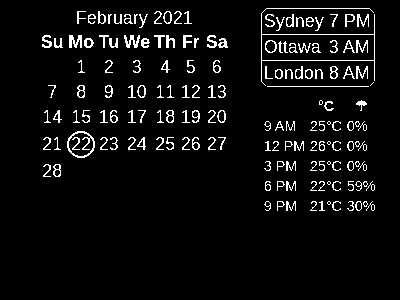 February 2021
Su Mo Tu We Th Fr Sa
1 2 3 4 5 6
7 8 9 10 11 12 13
14 15 16 17 18 19 20
21 22 23 24 25 26 27
28
Sydney 7 PM
Ottawa 3 AM
London 8 AM
°C ☂
9 AM 25°C 0%
12 PM 26°C 0%
3 PM 25°C 0%
6 PM 22°C 59%
9 PM 21°C 30%